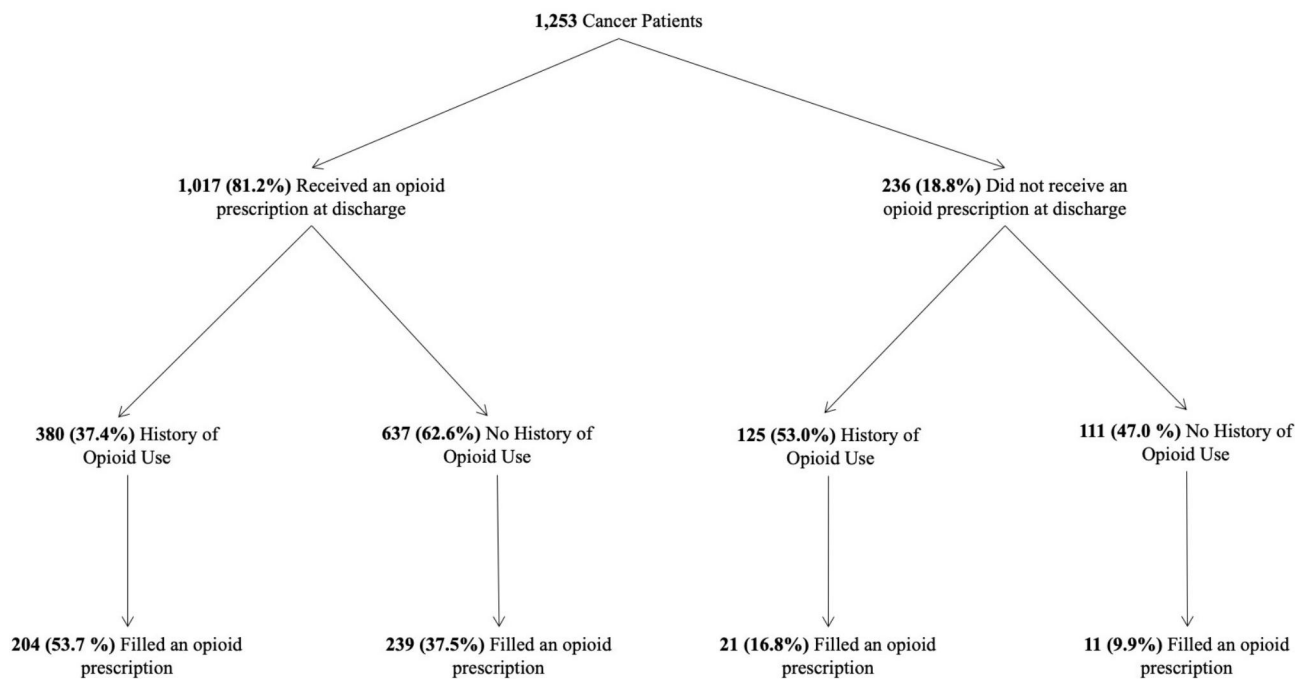 1,253 Cancer Patients
1,017 (81.2%) Received an opioid
prescription at discharge
236 (18.8%) Did not receive an
opioid prescription at discharge
380 (37.4%) History of
Opioid Use
637 (62.6%) No History of
Opioid Use
125 (53.0%) History of
Opioid Use
111 (47.0 %) No History of
Opioid Use
204 (53.7 %) Filled an opioid
prescription
239 (37.5%) Filled an opioid
prescription
21 (16.8%) Filled an opioid
prescription
11 (9.9%) Filled an opioid
prescription